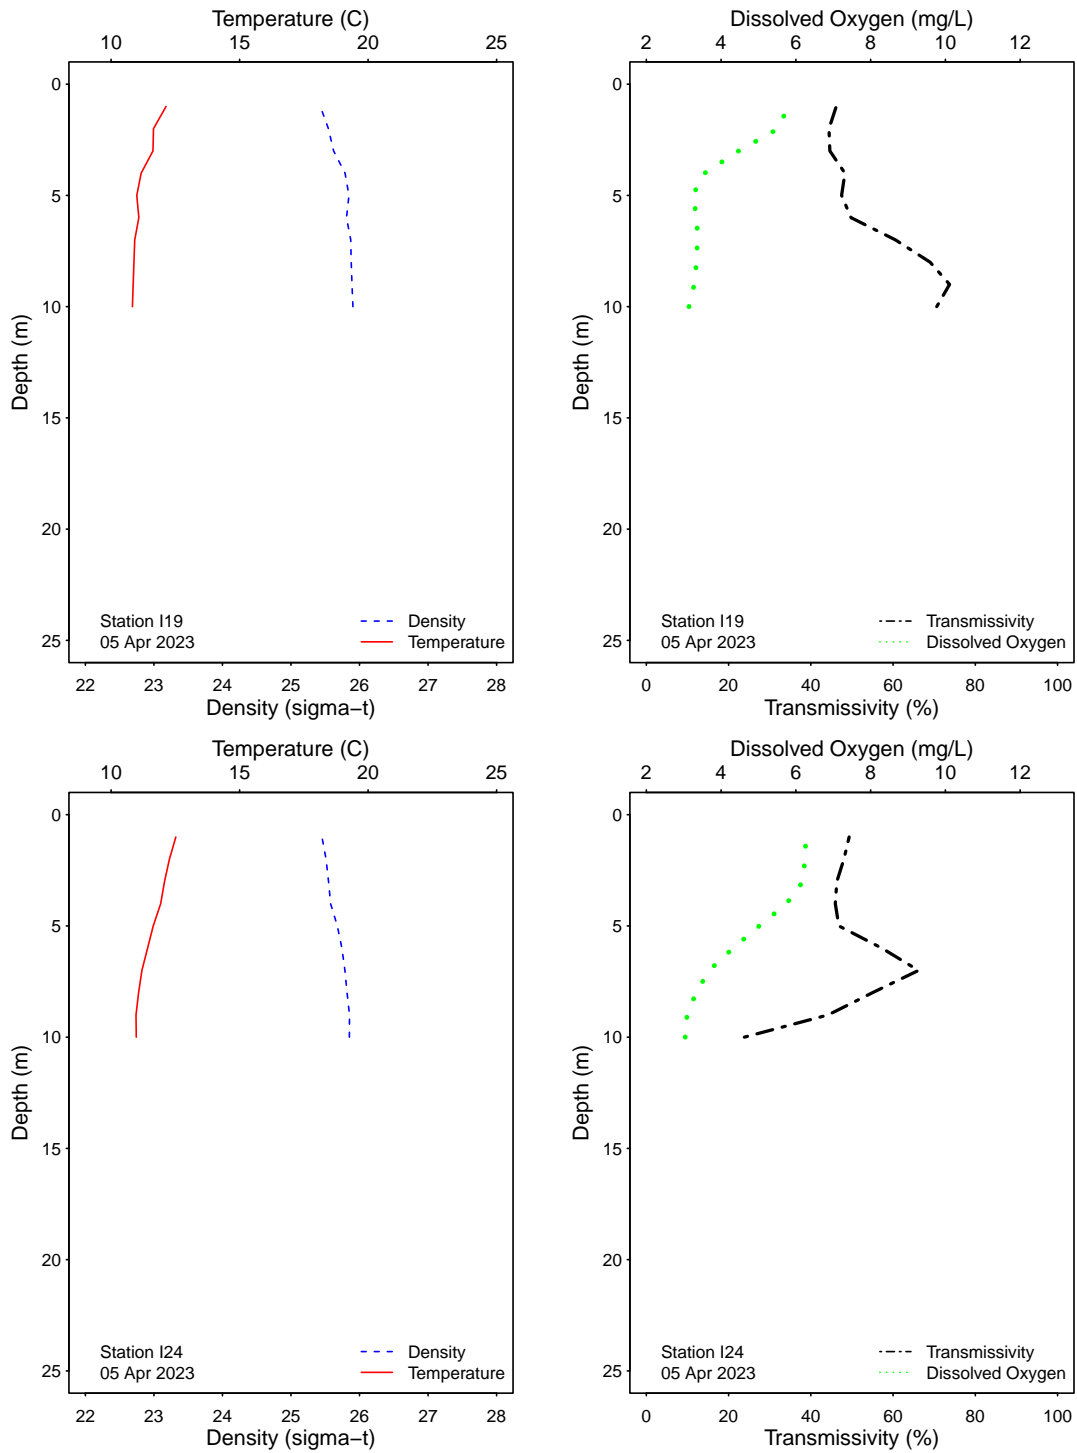 Temperature (C)
10 15 20 25
0
5
10
15
20
25
Depth (m)
Station I19
05 Apr 2023
Density
Temperature
22 23 24 25 26 27 28
Density (sigma−t)
Dissolved Oxygen (mg/L)
2 4 6 8 10 12
0
5
10
15
20
25
Depth (m)
Station I19
05 Apr 2023
Transmissivity
Dissolved Oxygen
0 20 40 60 80 100
Transmissivity (%)
Temperature (C)
10 15 20 25
0
5
10
15
20
25
Depth (m)
Station I24
05 Apr 2023
Density
Temperature
22 23 24 25 26 27 28
Density (sigma−t)
Dissolved Oxygen (mg/L)
2 4 6 8 10 12
0
5
10
15
20
25
Depth (m)
Station I24
05 Apr 2023
Transmissivity
Dissolved Oxygen
0 20 40 60 80 100
Transmissivity (%)